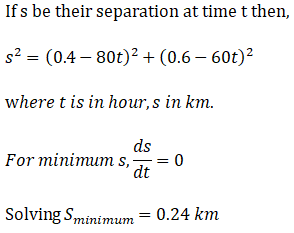 If s be their separation at time t then,
s² = (0.4 − 80t)² + (0.6 − 60t)²
where t is in hour, s in km.
For minimum s, ds/dt = 0
Solving Sₘᵢₙᵢₘᵤₘ = 0.24 km